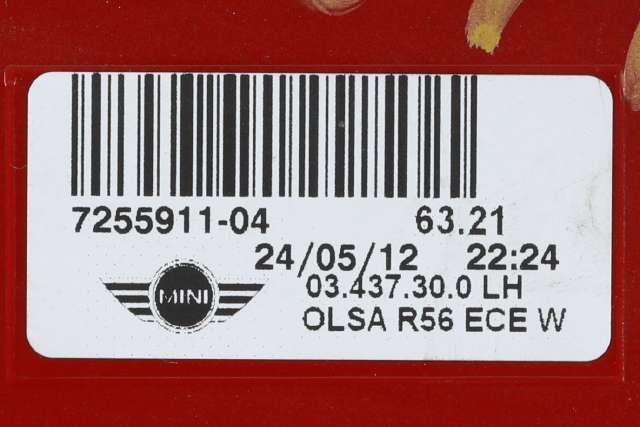 7255911-04 63.21
24/05/12 22:24
03.437.30.0 LH
MINI
OLSA R56 ECE W